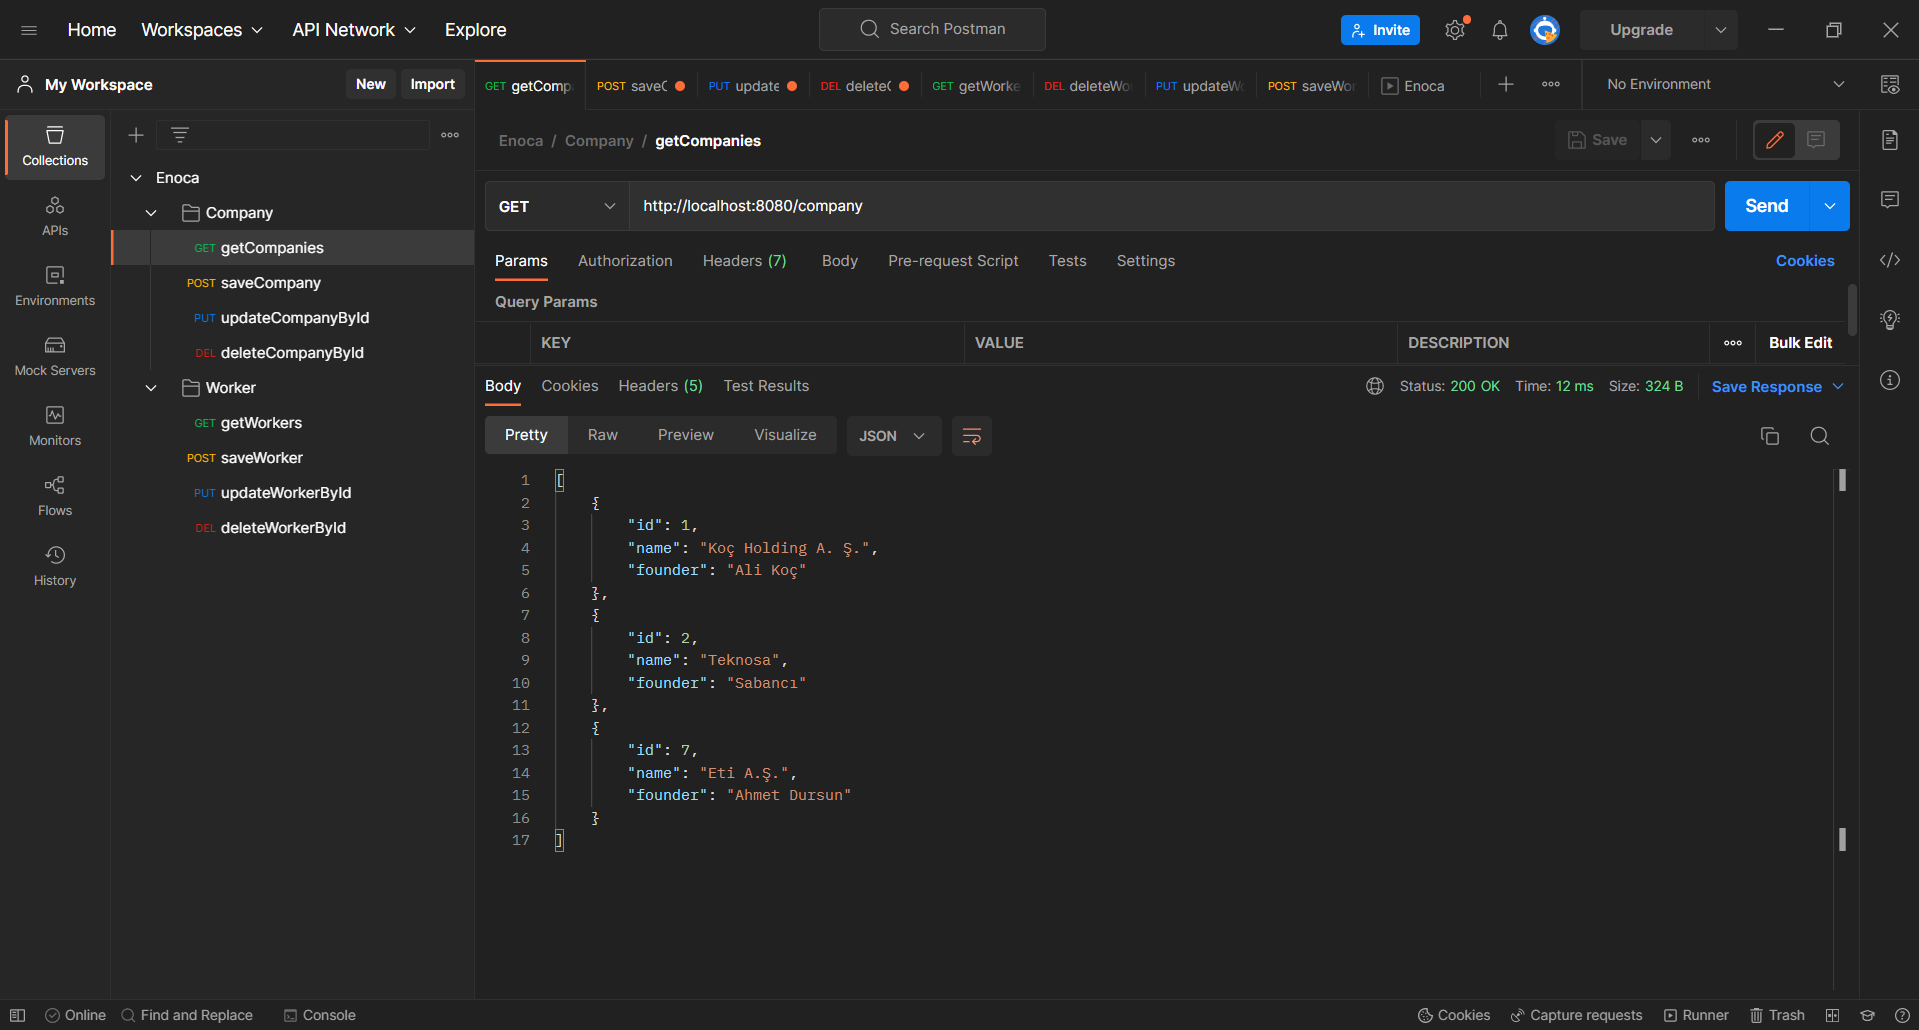 Home Workspaces API Network Explore Search Postman Invite Upgrade
My Workspace New Import
GET getComp POST saveC PUT update DEL delete GET getWorke DEL deleteWo PUT updateW POST saveWor Enoca No Environment
Collections
APIs
Environments
Mock Servers
Monitors
Flows
History
Enoca
Company
GET getCompanies
POST saveCompany
PUT updateCompanyById
DEL deleteCompanyById
Worker
GET getWorkers
POST saveWorker
PUT updateWorkerById
DEL deleteWorkerById
Enoca / Company / getCompanies Save
GET http://localhost:8080/company Send
Params Authorization Headers (7) Body Pre-request Script Tests Settings Cookies
Query Params
KEY VALUE DESCRIPTION Bulk Edit
Body Cookies Headers (5) Test Results Status: 200 OK Time: 12 ms Size: 324 B Save Response
Pretty Raw Preview Visualize JSON
1 [
2 {
3 "id": 1,
4 "name": "Koç Holding A. Ş.",
5 "founder": "Ali Koç"
6 },
7 {
8 "id": 2,
9 "name": "Teknosa",
10 "founder": "Sabancı"
11 },
12 {
13 "id": 7,
14 "name": "Eti A.Ş.",
15 "founder": "Ahmet Dursun"
16 }
17 ]
Online Find and Replace Console Cookies Capture requests Runner Trash